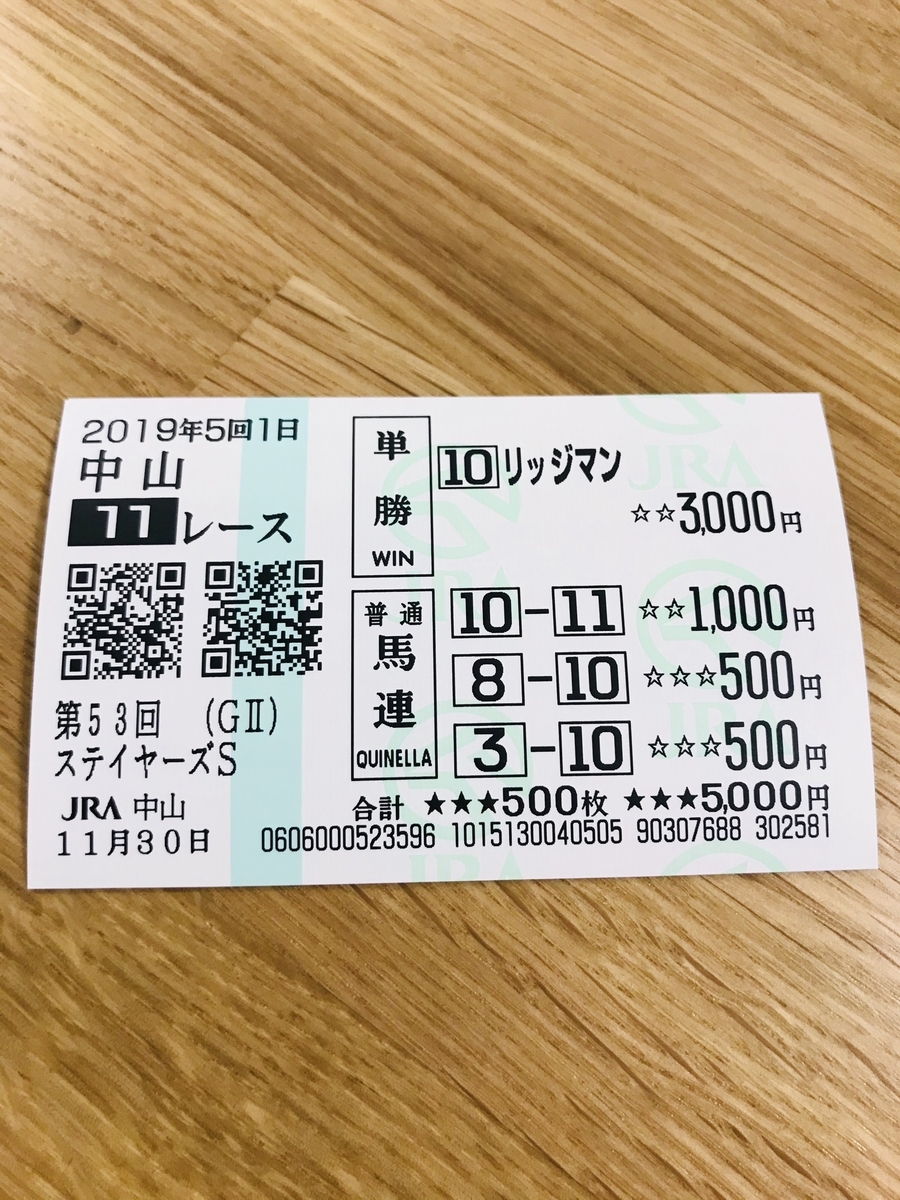 2019年5回1日
中山
11レース
第53回 (GⅡ)
ステイヤーズS
JRA 中山
11月30日
単勝
WIN
10 リッジマン
☆☆3,000円
普通
馬連
QUINELLA
10-11 ☆☆1,000円
8-10 ☆☆☆500円
3-10 ☆☆☆500円
合計 ★★★500枚 ★★★5,000円
0606000523596 1015130040505 90307688 302581